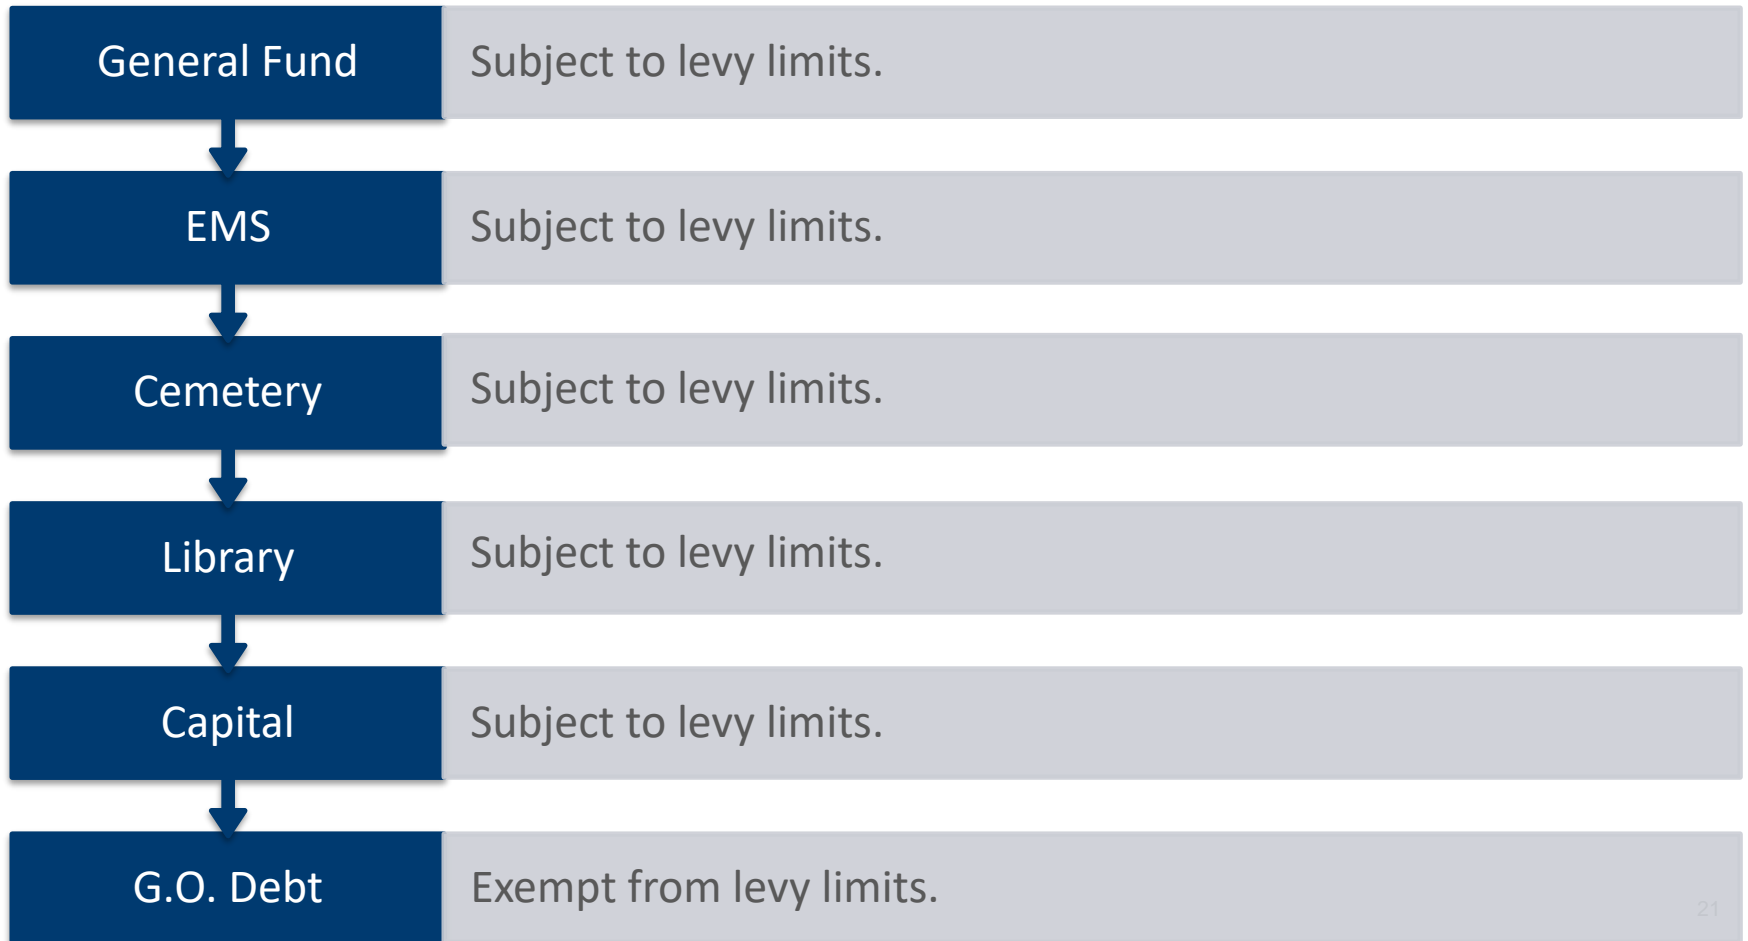 General Fund
Subject to levy limits.
EMS
Subject to levy limits.
Cemetery
Subject to levy limits.
Library
Subject to levy limits.
Capital
Subject to levy limits.
G.O. Debt
Exempt from levy limits.
21